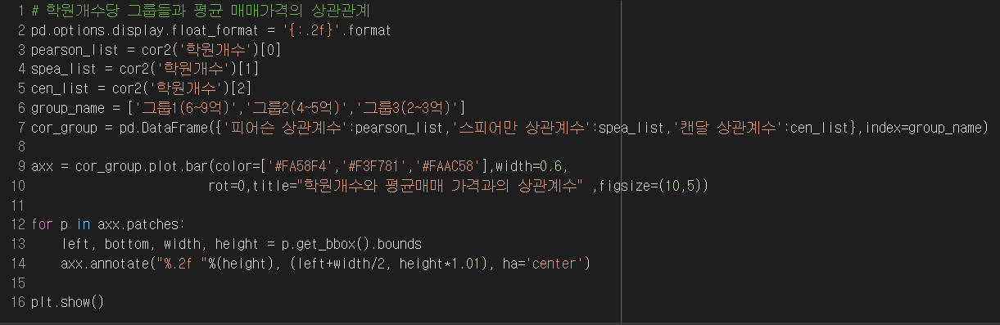 1 # 학원개수당 그룹들과 평균 매매가격의 상관관계
2 pd.options.display.float_format = '{:.2f}'.format
3 pearson_list = cor2('학원개수')[0]
4 spea_list = cor2('학원개수')[1]
5 cen_list = cor2('학원개수')[2]
6 group_name = ['그룹1(6~9억)','그룹2(4~5억)','그룹3(2~3억)']
7 cor_group = pd.DataFrame({'피어슨 상관계수':pearson_list,'스피어만 상관계수':spea_list,'캔달 상관계수':cen_list},index=group_name)
8
9 axx = cor_group.plot.bar(color=['#FA58F4','#F3F781','#FAAC58'],width=0.6,
10 rot=0,title="학원개수와 평균매매 가격과의 상관계수" ,figsize=(10,5))
11
12 for p in axx.patches:
13 left, bottom, width, height = p.get_bbox().bounds
14 axx.annotate("%.2f "%(height), (left+width/2, height*1.01), ha='center')
15
16 plt.show()